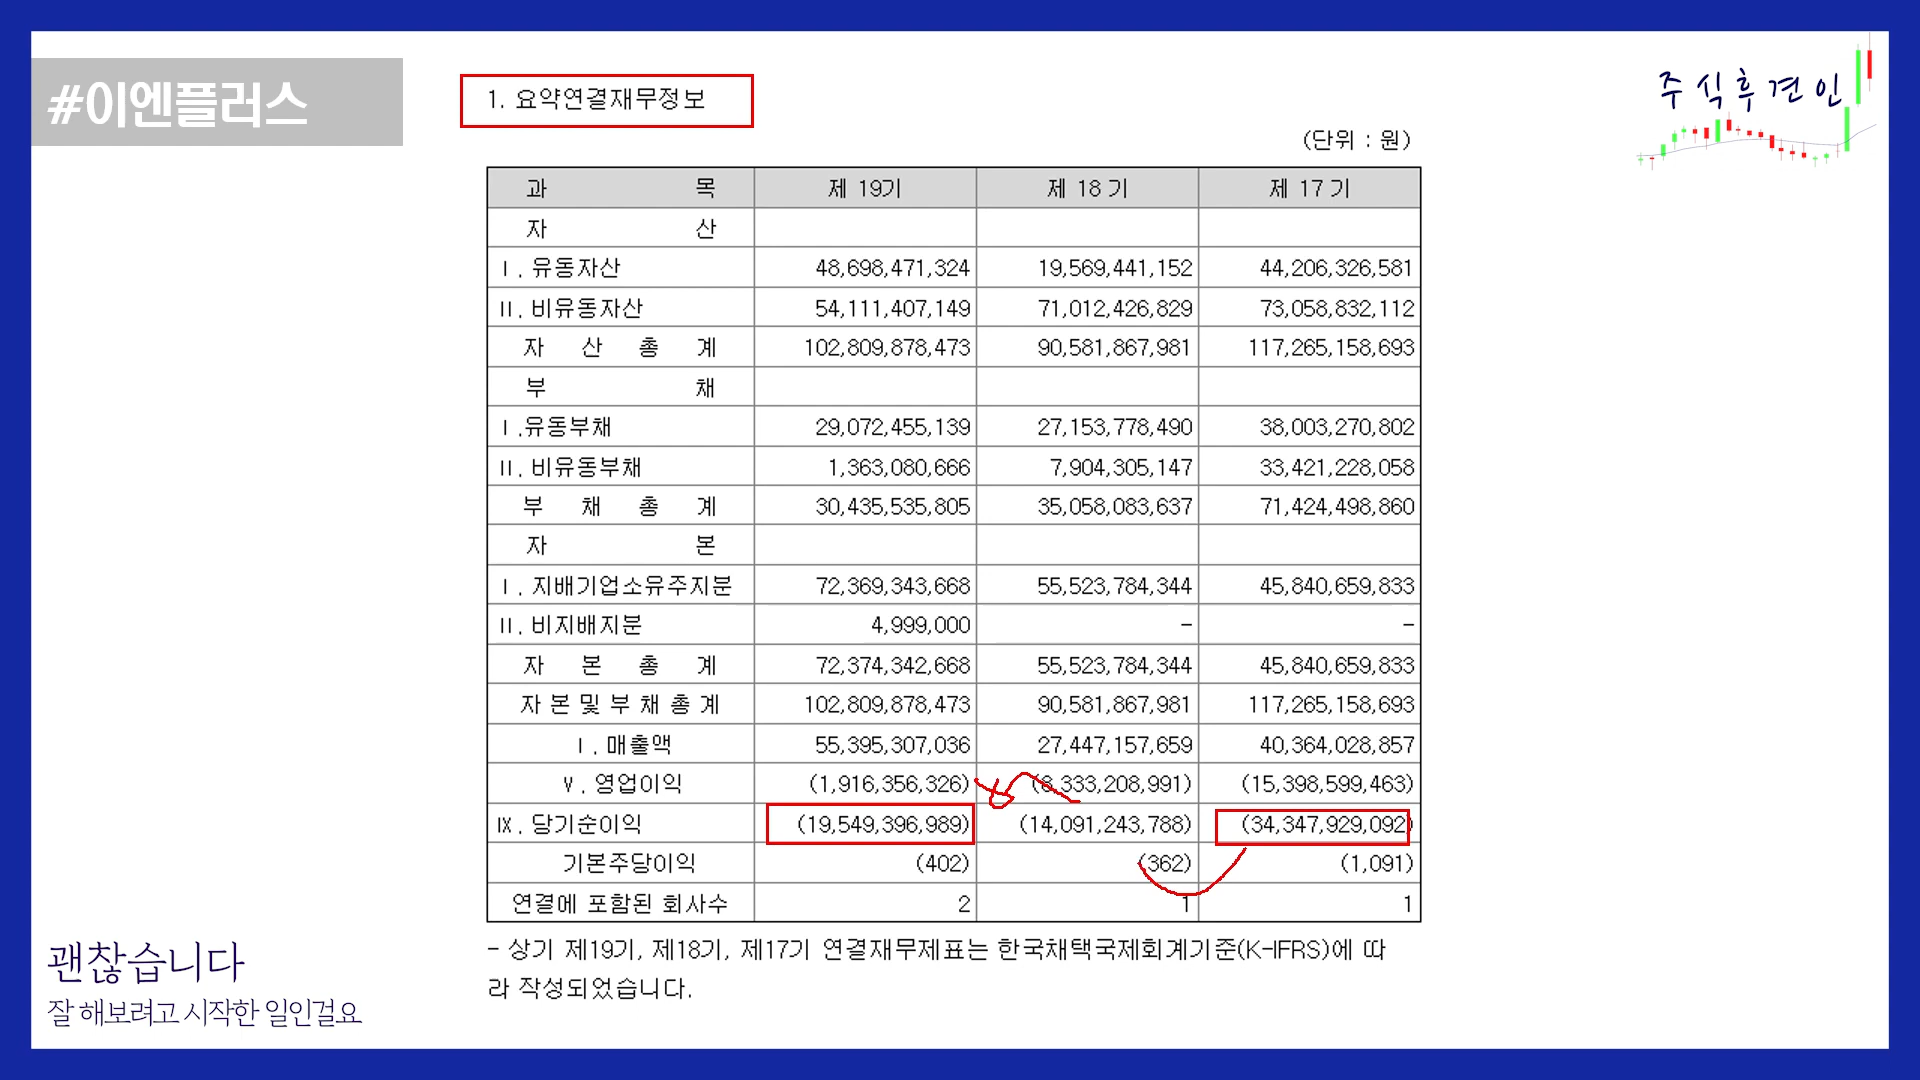 #이엔플러스
1. 요약연결재무정보
주식후견인
(단위 : 원)
과 목 제 19기 제 18 기 제 17 기
자 산
Ⅰ. 유동자산 48,698,471,324 19,569,441,152 44,206,326,581
Ⅱ. 비유동자산 54,111,407,149 71,012,426,829 73,058,832,112
자 산 총 계 102,809,878,473 90,581,867,981 117,265,158,693
부 채
Ⅰ.유동부채 29,072,455,139 27,153,778,490 38,003,270,802
Ⅱ. 비유동부채 1,363,080,666 7,904,305,147 33,421,228,058
부 채 총 계 30,435,535,805 35,058,083,637 71,424,498,860
자 본
Ⅰ. 지배기업소유주지분 72,369,343,668 55,523,784,344 45,840,659,833
Ⅱ. 비지배지분 4,999,000 - -
자 본 총 계 72,374,342,668 55,523,784,344 45,840,659,833
자 본 및 부 채 총 계 102,809,878,473 90,581,867,981 117,265,158,693
Ⅰ. 매출액 55,395,307,036 27,447,157,659 40,364,028,857
Ⅴ. 영업이익 (1,916,356,326) (8,333,208,991) (15,398,599,463)
Ⅸ. 당기순이익 (19,549,396,989) (14,091,243,788) (34,347,929,092)
기본주당이익 (402) (362) (1,091)
연결에 포함된 회사수 2 1 1
- 상기 제19기, 제18기, 제17기 연결재무제표는 한국채택국제회계기준(K-IFRS)에 따
라 작성되었습니다.
괜찮습니다
잘 해보려고 시작한 일인걸요